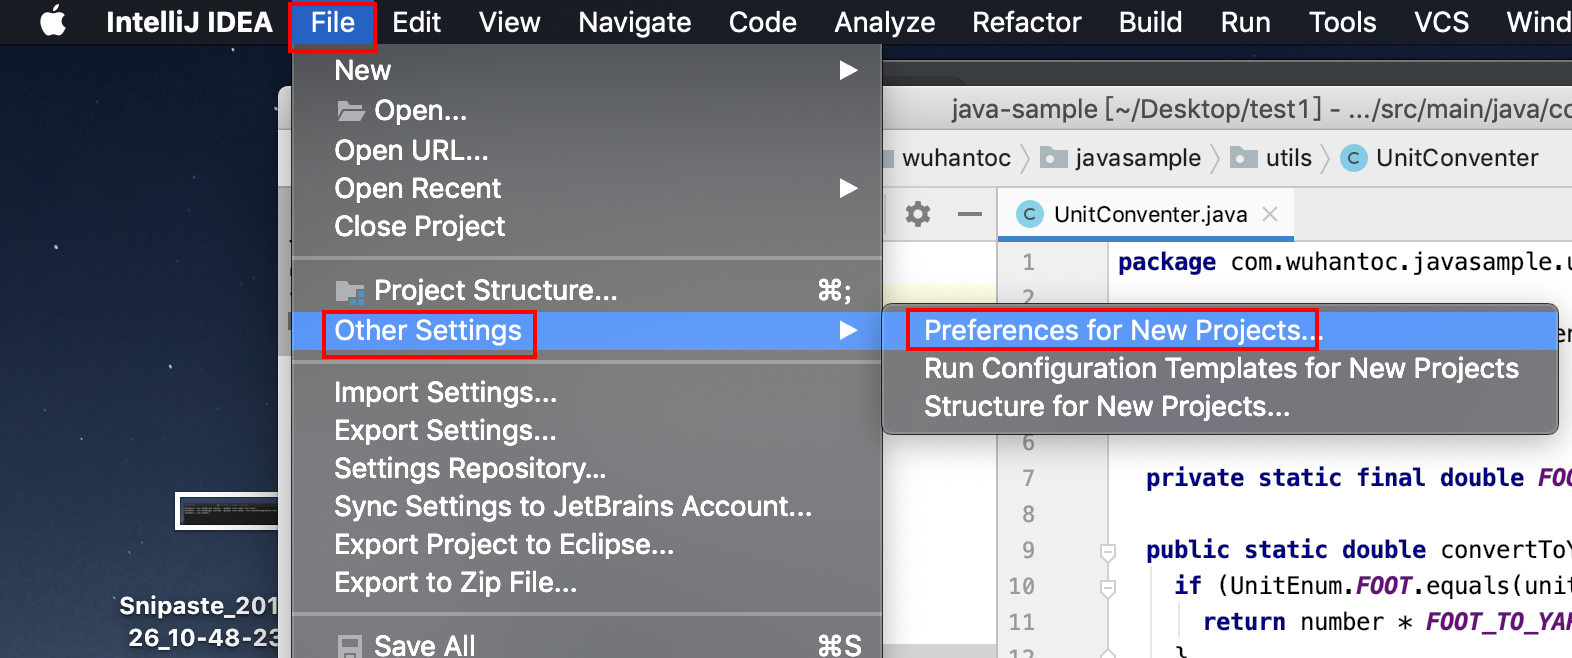 IntelliJ IDEA File Edit View Navigate Code Analyze Refactor Build Run Tools VCS Wind
New
Open...
Open URL...
Open Recent
Close Project
Project Structure... ⌘;
Other Settings
Import Settings...
Export Settings...
Settings Repository...
Sync Settings to JetBrains Account...
Export Project to Eclipse...
Export to Zip File...
Save All ⌘S
Preferences for New Projects...
Run Configuration Templates for New Projects
Structure for New Projects...
java-sample [~/Desktop/test1] - .../src/main/java/co
wuhantoc javasample utils C UnitConventer
C UnitConventer.java
1 package com.wuhantoc.javasample.u
2
6
7 private static final double FOO
8
9 public static double convertToY
10 if (UnitEnum.FOOT.equals(unit
11 return number * FOOT_TO_YAR
12 }
Snipaste_201
26_10-48-23